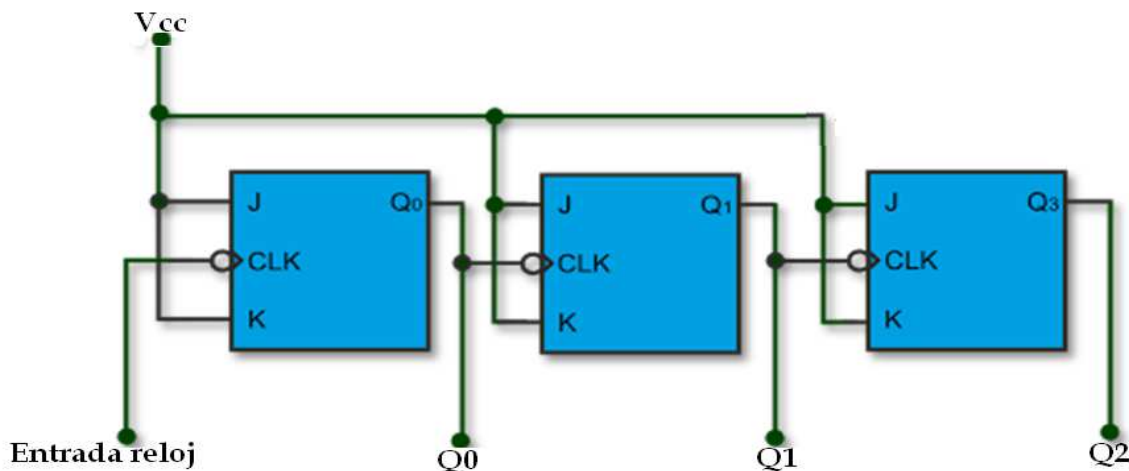 Vcc
J Q0
CLK
K
J Q1
CLK
K
J Q3
CLK
K
Entrada reloj
Q0
Q1
Q2